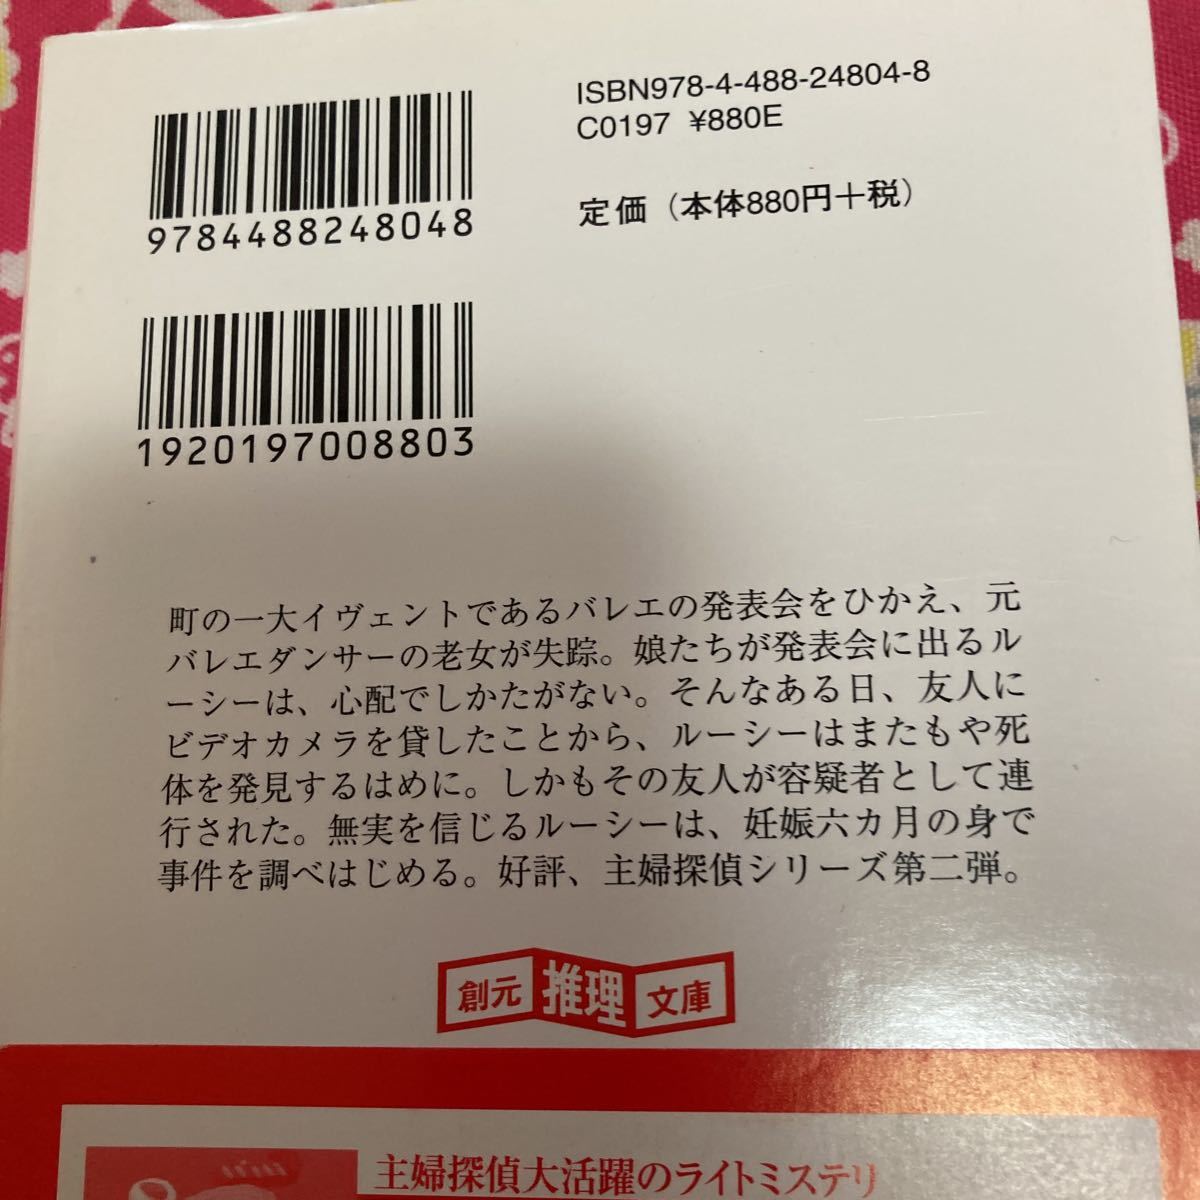 ISBN978-4-488-24804-8
C0197 ¥880E
定価（本体880円＋税）
9784488248048
1920197008803
町の一大イヴェントであるバレエの発表会をひかえ、元
バレエダンサーの老女が失踪。娘たちが発表会に出るル
ーシーは、心配でしかたがない。そんなある日、友人に
ビデオカメラを貸したことから、ルーシーはまたもや死
体を発見するはめに。しかもその友人が容疑者として連
行された。無実を信じるルーシーは、妊娠六カ月の身で
事件を調べはじめる。好評、主婦探偵シリーズ第二弾。
創元推理文庫
主婦探偵大活躍のライトミステリ